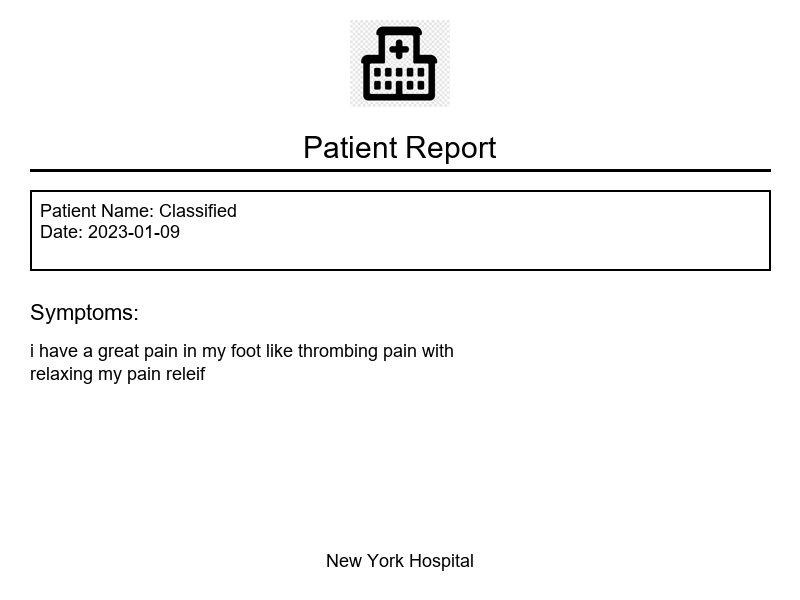 Patient Report
Patient Name: Classified
Date: 2023-01-09
Symptoms:
i have a great pain in my foot like thrombing pain with
relaxing my pain releif
New York Hospital